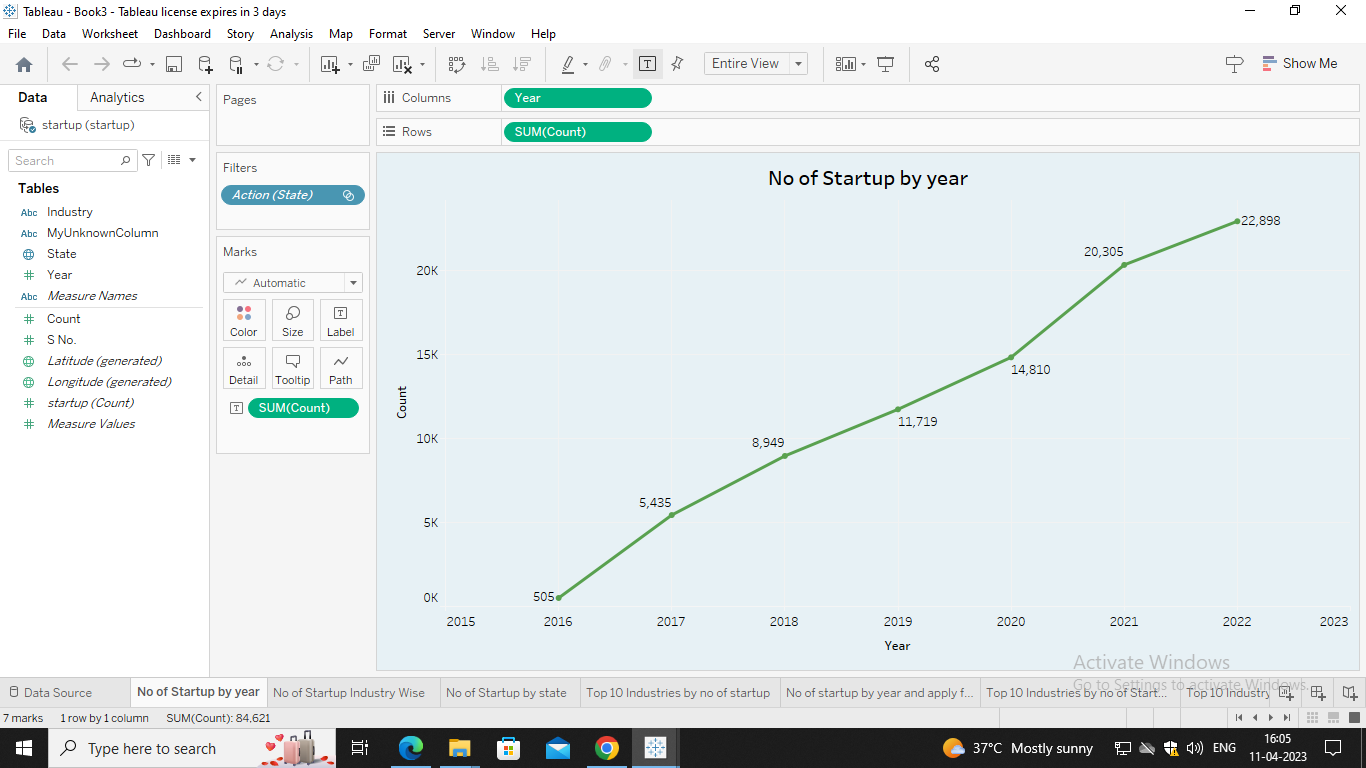 Tableau - Book3 - Tableau license expires in 3 days
File Data Worksheet Dashboard Story Analysis Map Format Server Window Help
Entire View
Show Me
Data Analytics
startup (startup)
Search
Tables
Abc Industry
Abc MyUnknownColumn
State
# Year
Abc Measure Names
# Count
# S No.
Latitude (generated)
Longitude (generated)
# startup (Count)
# Measure Values
Pages
Filters
Action (State)
Marks
Automatic
Color Size Label
Detail Tooltip Path
SUM(Count)
Columns Year
Rows SUM(Count)
No of Startup by year
22,898
20,305
20K
15K
14,810
Count
11,719
10K
8,949
5,435
5K
505
0K
2015 2016 2017 2018 2019 2020 2021 2022 2023
Year
Activate Windows
Go to Settings to activate Windows.
Data Source No of Startup by year No of Startup Industry Wise No of Startup by state Top 10 Industries by no of startup No of startup by year and apply f... Top 10 Industries by no of Start... Top 10 Industry
7 marks 1 row by 1 column SUM(Count): 84,621
Type here to search
37°C Mostly sunny
ENG
16:05
11-04-2023